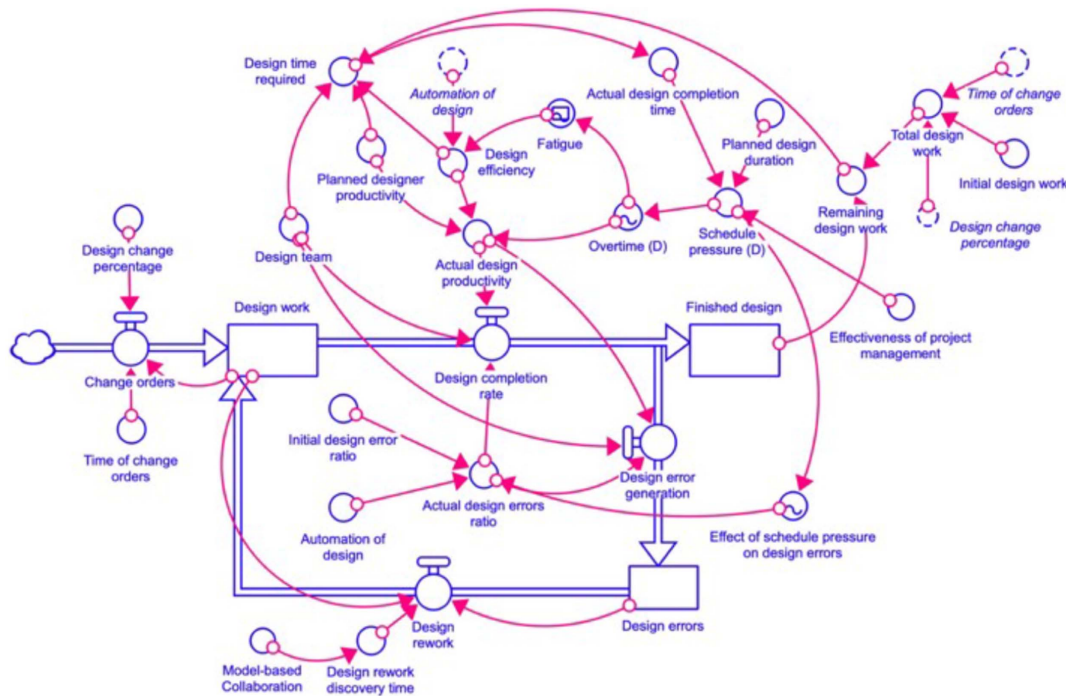 Design time
required
Automation of
design
Actual design completion
time
Time of change
orders
Fatigue
Planned design
duration
Total design
work
Design
efficiency
Planned designer
productivity
Initial design work
Remaining
design work
Design change
percentage
Design change
percentage
Design team
Actual design
productivity
Overtime (D)
Schedule
pressure (D)
Design work
Finished design
Effectiveness of project
management
Change orders
Design completion
rate
Time of change
orders
Initial design error
ratio
Design error
generation
Actual design errors
ratio
Automation of
design
Effect of schedule pressure
on design errors
Design
rework
Design errors
Model-based
Collaboration
Design rework
discovery time